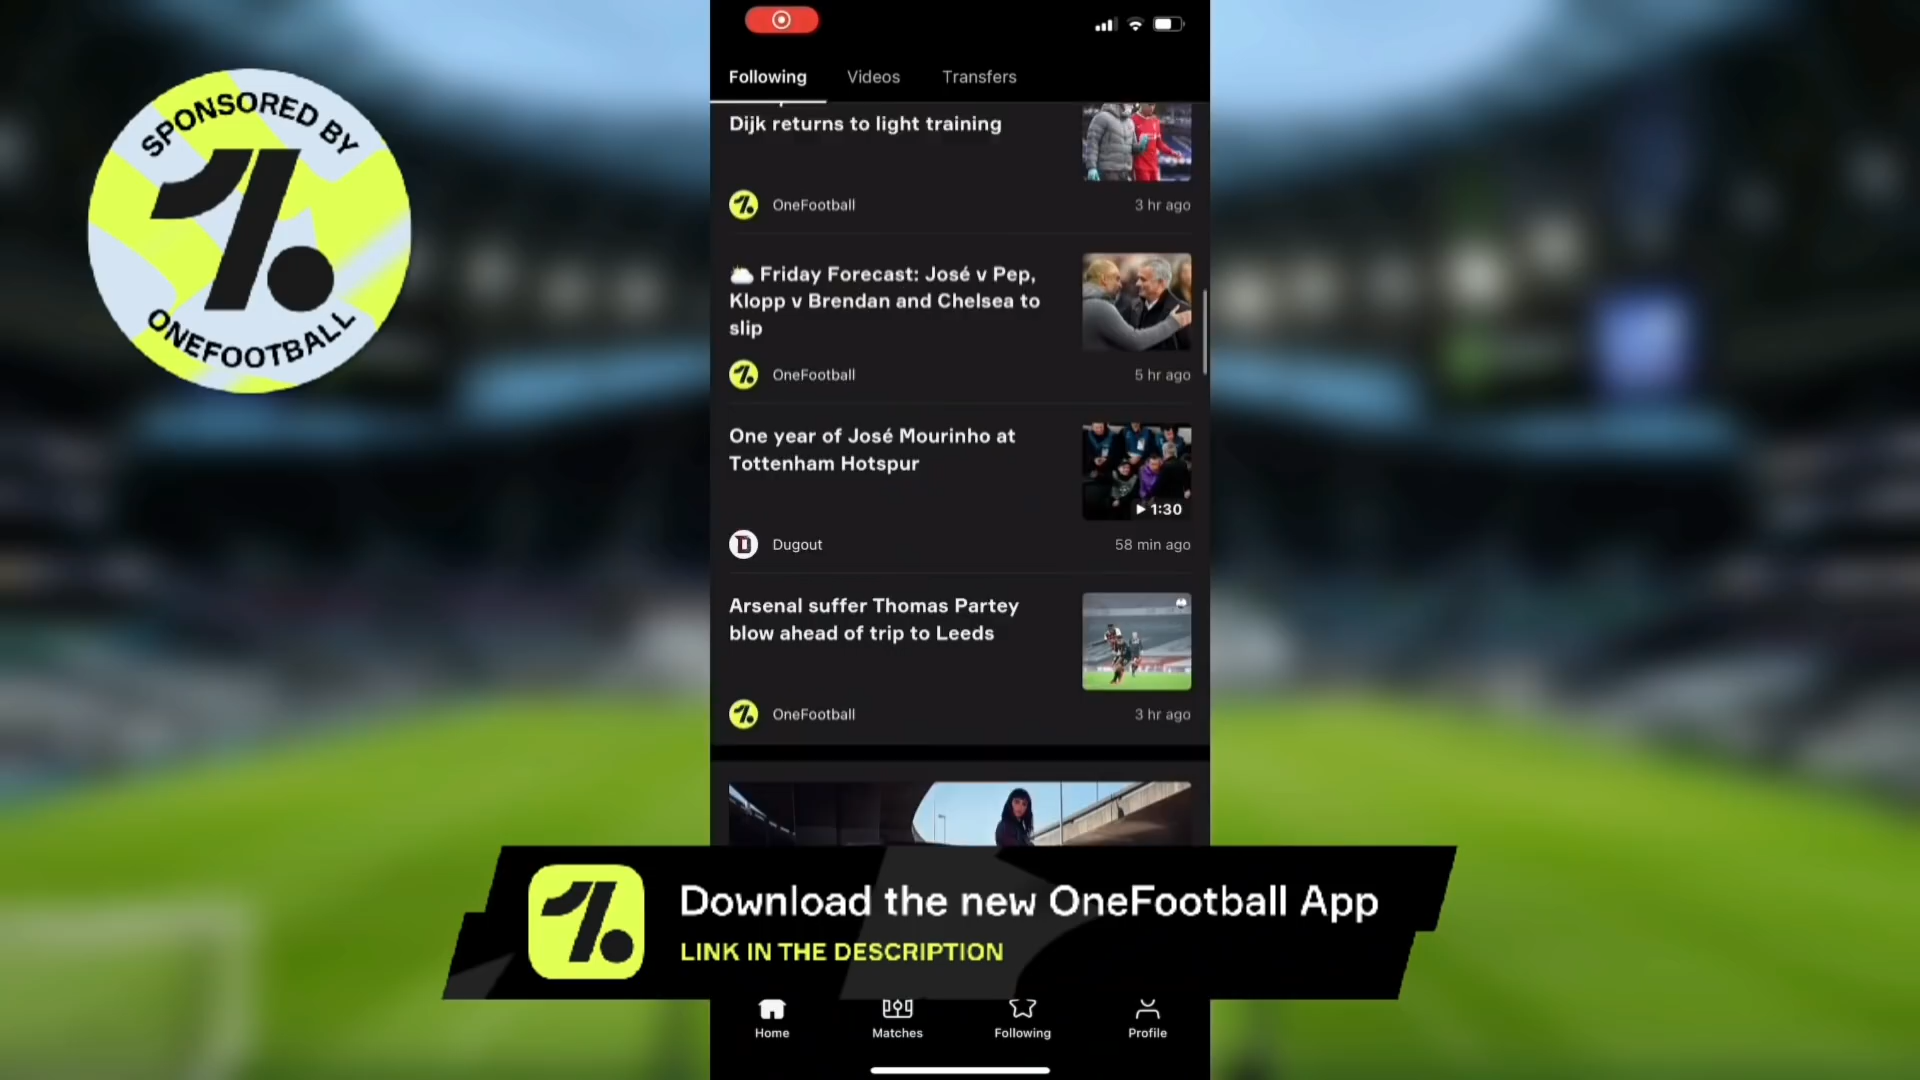 SPONSORED BY
ONEFOOTBALL
Following Videos Transfers
Dijk returns to light training
OneFootball 3 hr ago
Friday Forecast: José v Pep,
Klopp v Brendan and Chelsea to
slip
OneFootball 5 hr ago
One year of José Mourinho at
Tottenham Hotspur
1:30
Dugout 58 min ago
Arsenal suffer Thomas Partey
blow ahead of trip to Leeds
OneFootball 3 hr ago
Download the new OneFootball App
LINK IN THE DESCRIPTION
Home Matches Following Profile